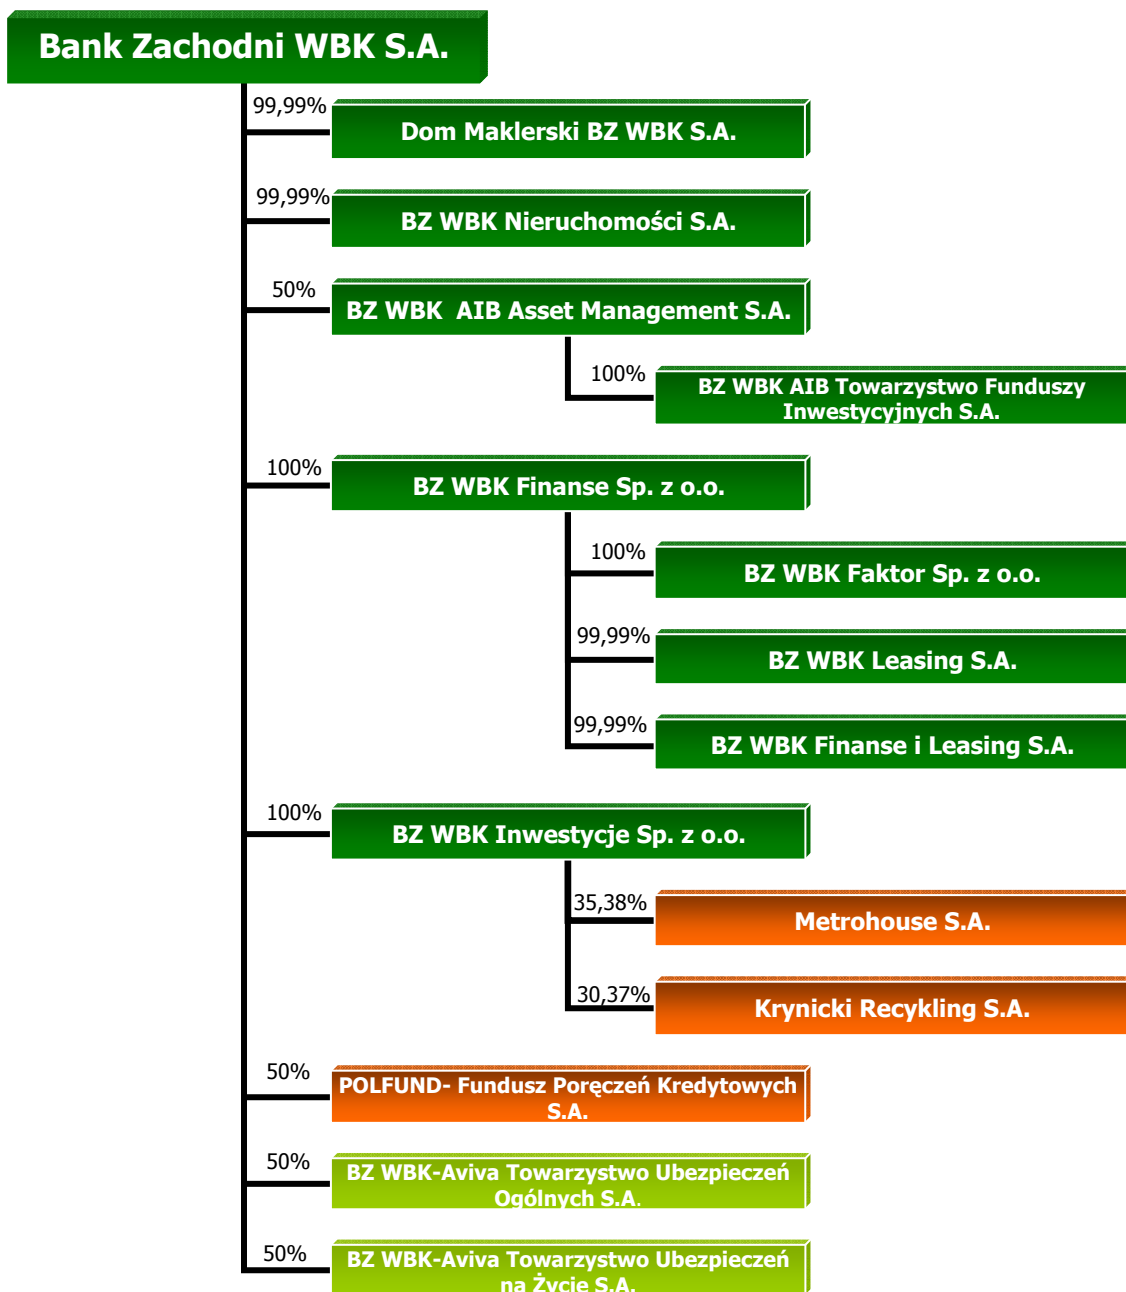 Bank Zachodni WBK S.A.
99,99%
Dom Maklerski BZ WBK S.A.
99,99%
BZ WBK Nieruchomości S.A.
50%
BZ WBK AIB Asset Management S.A.
100%
BZ WBK AIB Towarzystwo Funduszy
Inwestycyjnych S.A.
100%
BZ WBK Finanse Sp. z o.o.
100%
BZ WBK Faktor Sp. z o.o.
99,99%
BZ WBK Leasing S.A.
99,99%
BZ WBK Finanse i Leasing S.A.
100%
BZ WBK Inwestycje Sp. z o.o.
35,38%
Metrohouse S.A.
30,37%
Krynicki Recykling S.A.
50%
POLFUND- Fundusz Poręczeń Kredytowych
S.A.
50%
BZ WBK-Aviva Towarzystwo Ubezpieczeń
Ogólnych S.A.
50%
BZ WBK-Aviva Towarzystwo Ubezpieczeń
na Życie S.A.